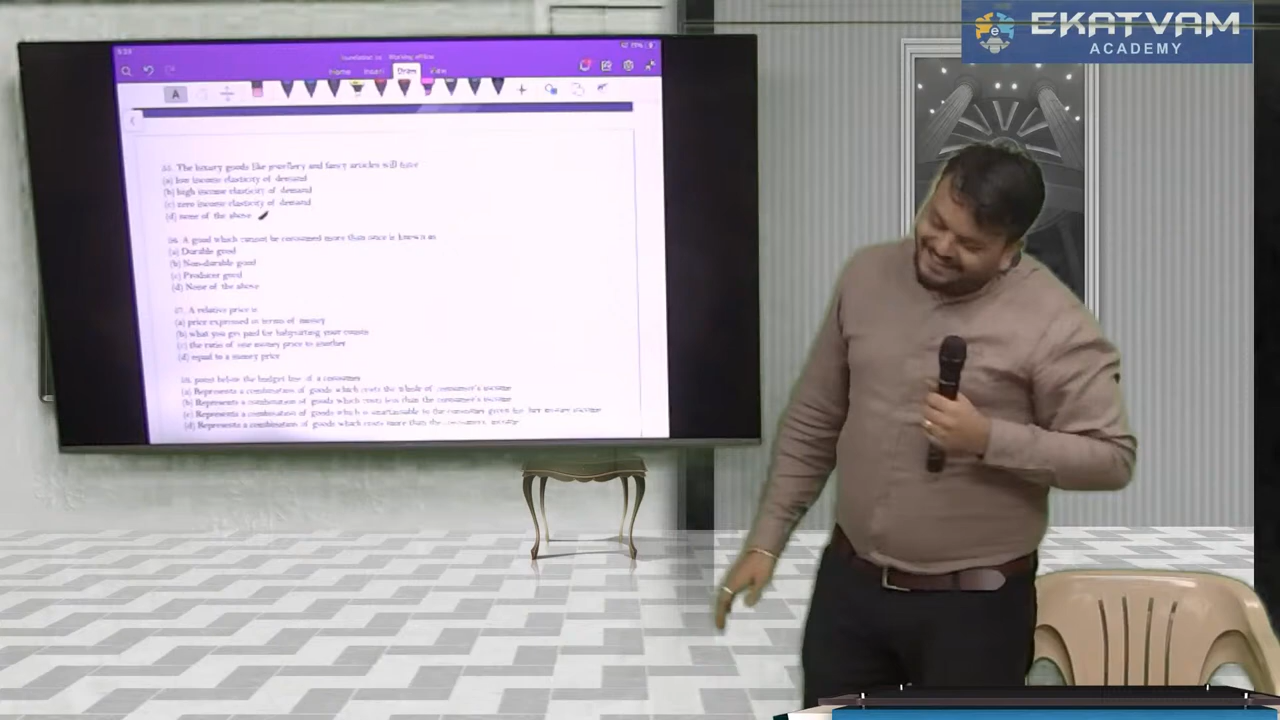 EKATVAM
ACADEMY
Working offline
Home Insert Draw View
A
The luxury goods like jewellery and fancy articles will have
(a) low income elasticity of demand
(b) high income elasticity of demand
(c) zero income elasticity of demand
(d) none of the above
A good which cannot be consumed more than once is known as
(a) Durable good
(b) Non-durable good
(c) Producer good
(d) None of the above
A relative price is
(a) price expressed in terms of money
(b) what you get paid for babysitting your cousin
(c) the ratio of one money price to another
(d) equal to a money price
point below the budget line of a consumer
(a) Represents a combination of goods which costs the whole of consumer's income
(b) Represents a combination of goods which costs less than the consumer's income
(c) Represents a combination of goods which is unattainable to the consumer given his/ her money income
(d) Represents a combination of goods which costs more than the consumers' income